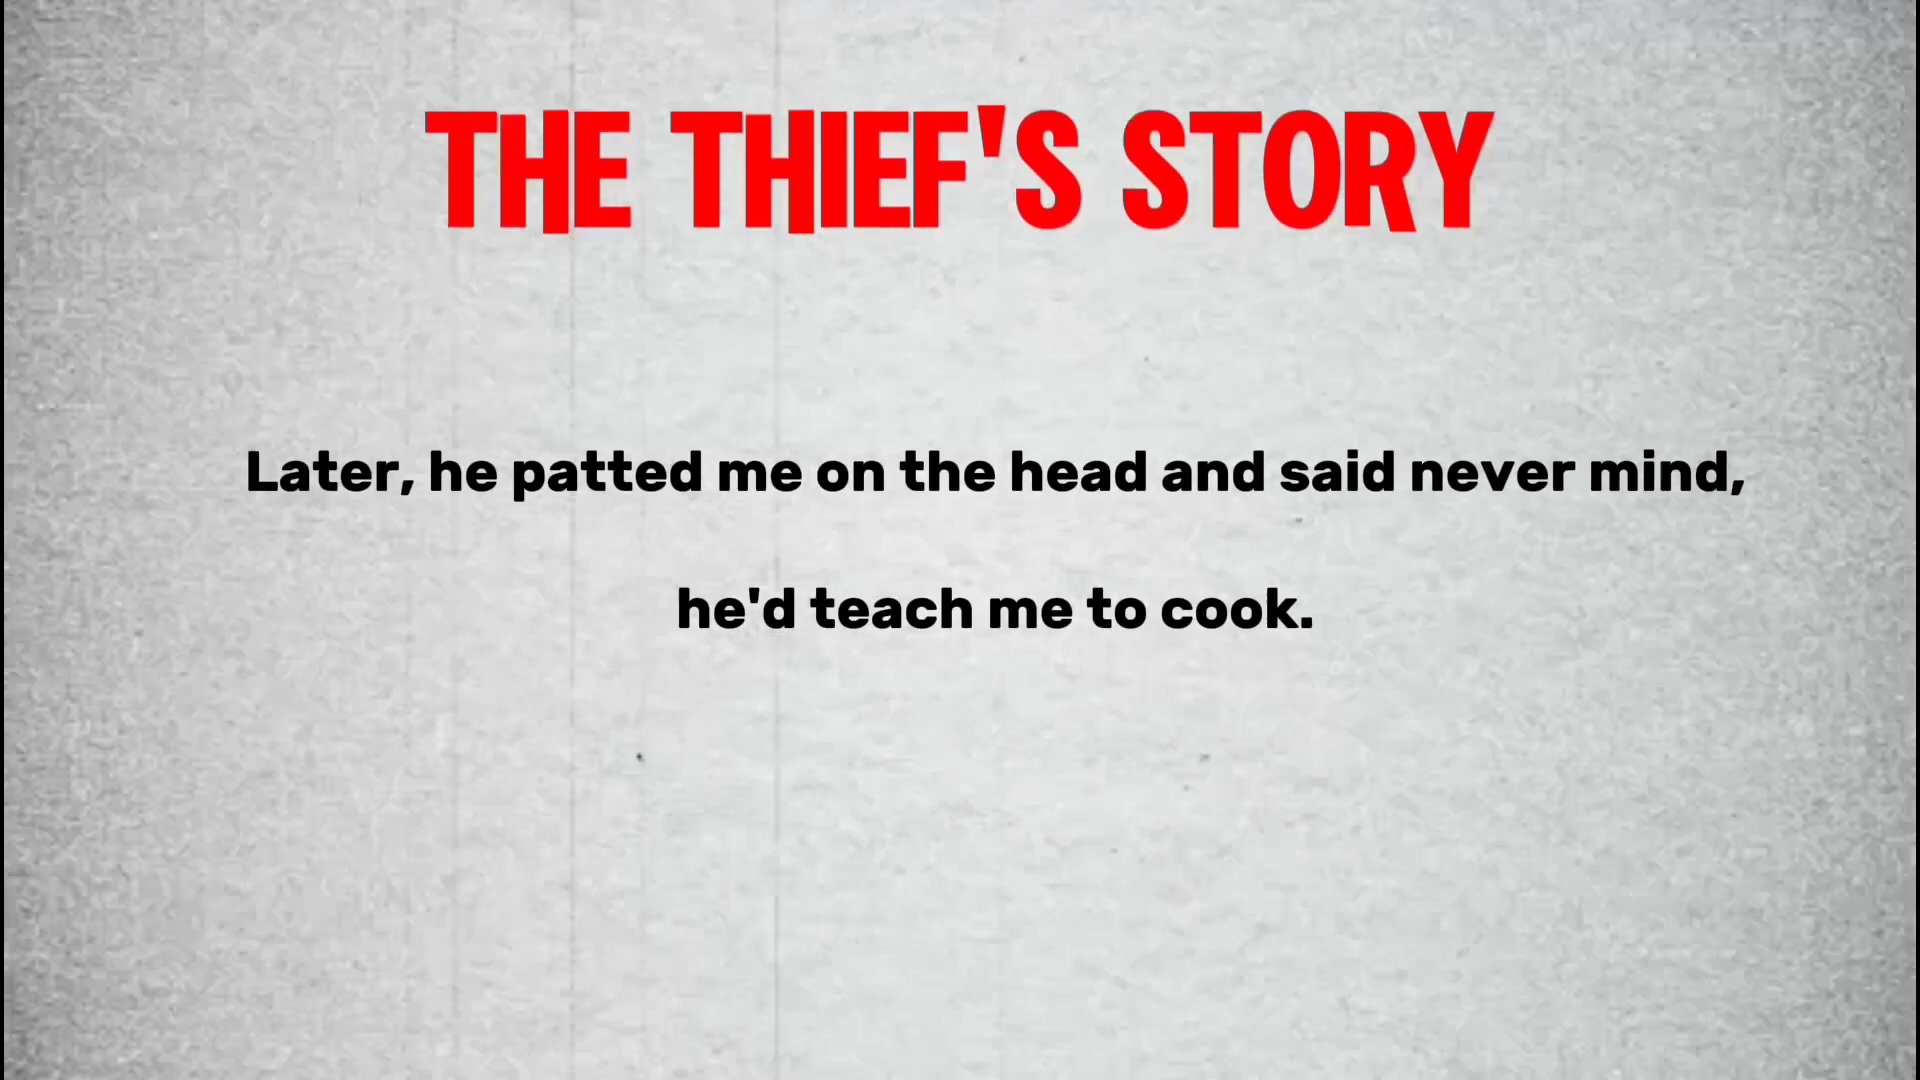 THE THIEF'S STORY
Later, he patted me on the head and said never mind,
he'd teach me to cook.